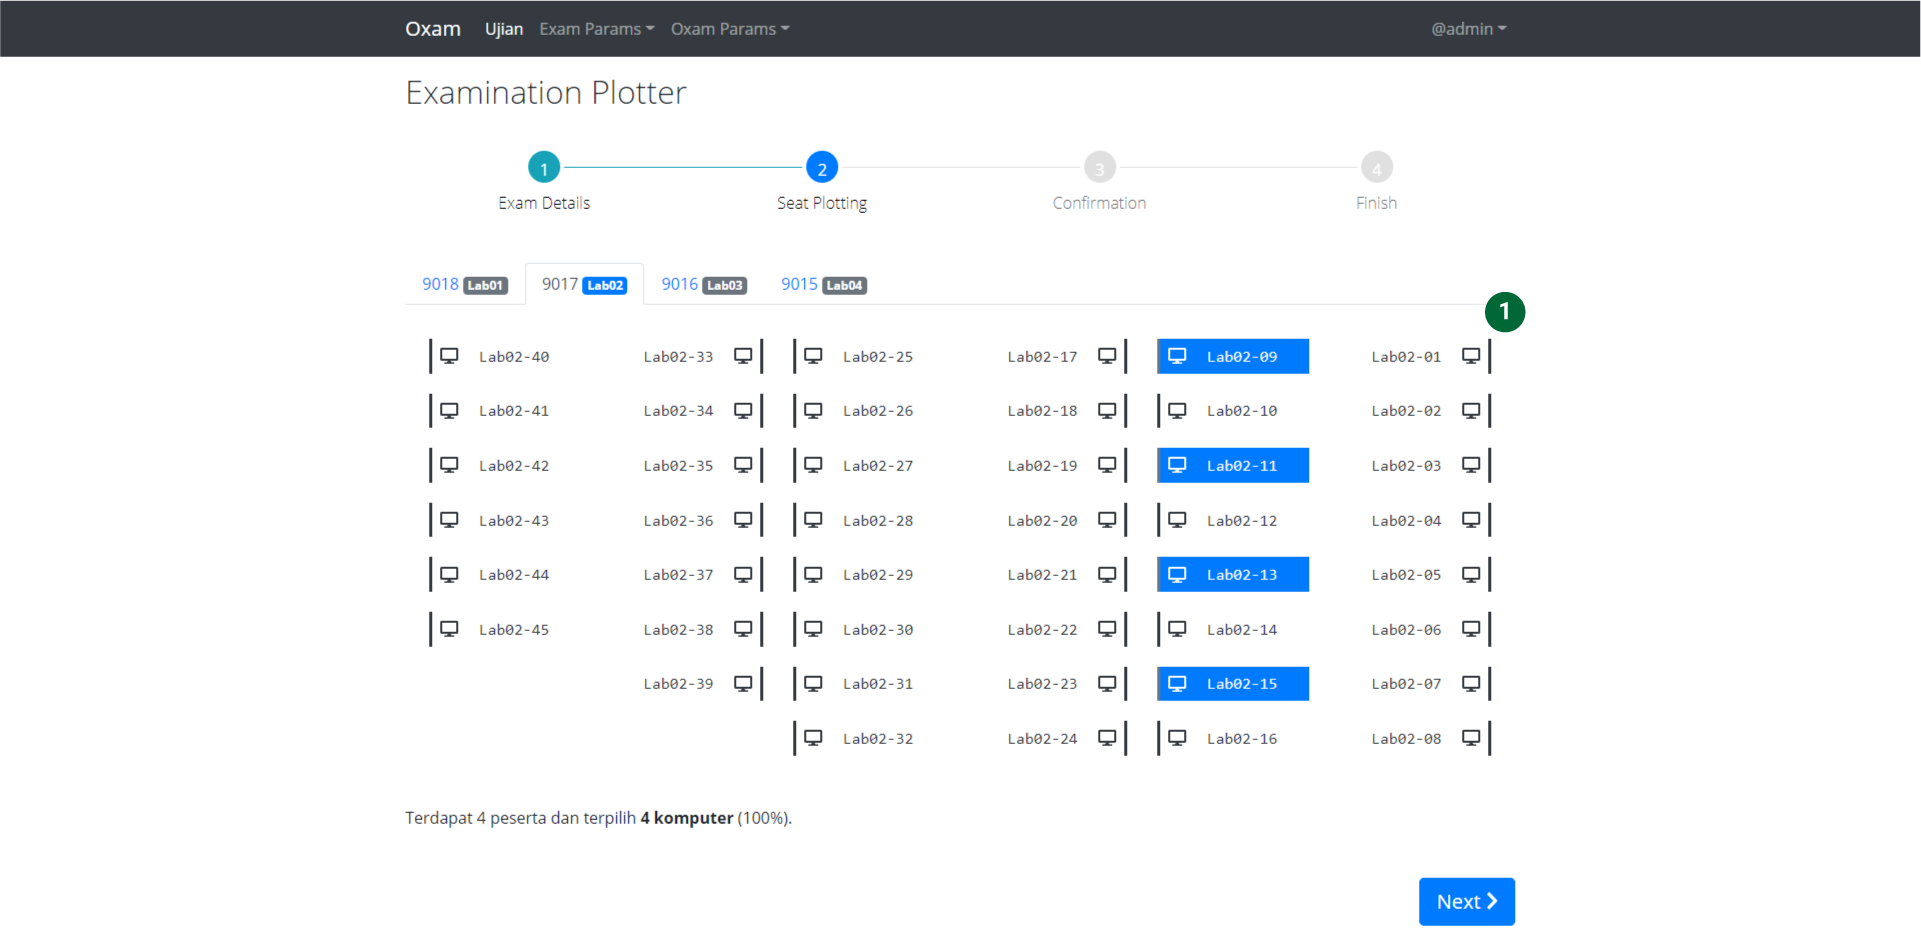 Oxam Ujian Exam Params Oxam Params @admin
Examination Plotter
1 2 3 4
Exam Details Seat Plotting Confirmation Finish
9018 Lab01 9017 Lab02 9016 Lab03 9015 Lab04
1
Lab02-40 Lab02-33 Lab02-25 Lab02-17 Lab02-09 Lab02-01
Lab02-41 Lab02-34 Lab02-26 Lab02-18 Lab02-10 Lab02-02
Lab02-42 Lab02-35 Lab02-27 Lab02-19 Lab02-11 Lab02-03
Lab02-43 Lab02-36 Lab02-28 Lab02-20 Lab02-12 Lab02-04
Lab02-44 Lab02-37 Lab02-29 Lab02-21 Lab02-13 Lab02-05
Lab02-45 Lab02-38 Lab02-30 Lab02-22 Lab02-14 Lab02-06
Lab02-39 Lab02-31 Lab02-23 Lab02-15 Lab02-07
Lab02-32 Lab02-24 Lab02-16 Lab02-08
Terdapat 4 peserta dan terpilih 4 komputer (100%).
Next